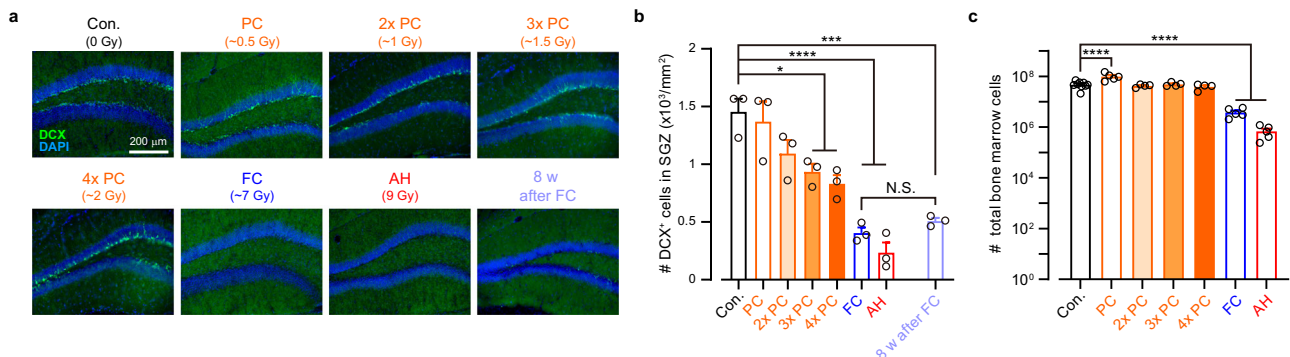 a
Con.
(0 Gy)
PC
(~0.5 Gy)
2x PC
(~1 Gy)
3x PC
(~1.5 Gy)
DCX
DAPI
200 μm
4x PC
(~2 Gy)
FC
(~7 Gy)
AH
(9 Gy)
8 w
after FC
b
# DCX⁺ cells in SGZ (x10³/mm²)
2
1.5
1
0.5
0
***
****
*
N.S.
Con.
PC
2x PC
3x PC
4x PC
FC
AH
8 w after FC
c
# total bone marrow cells
10⁸
10⁶
10⁴
10²
10⁰
****
****
Con.
PC
2x PC
3x PC
4x PC
FC
AH